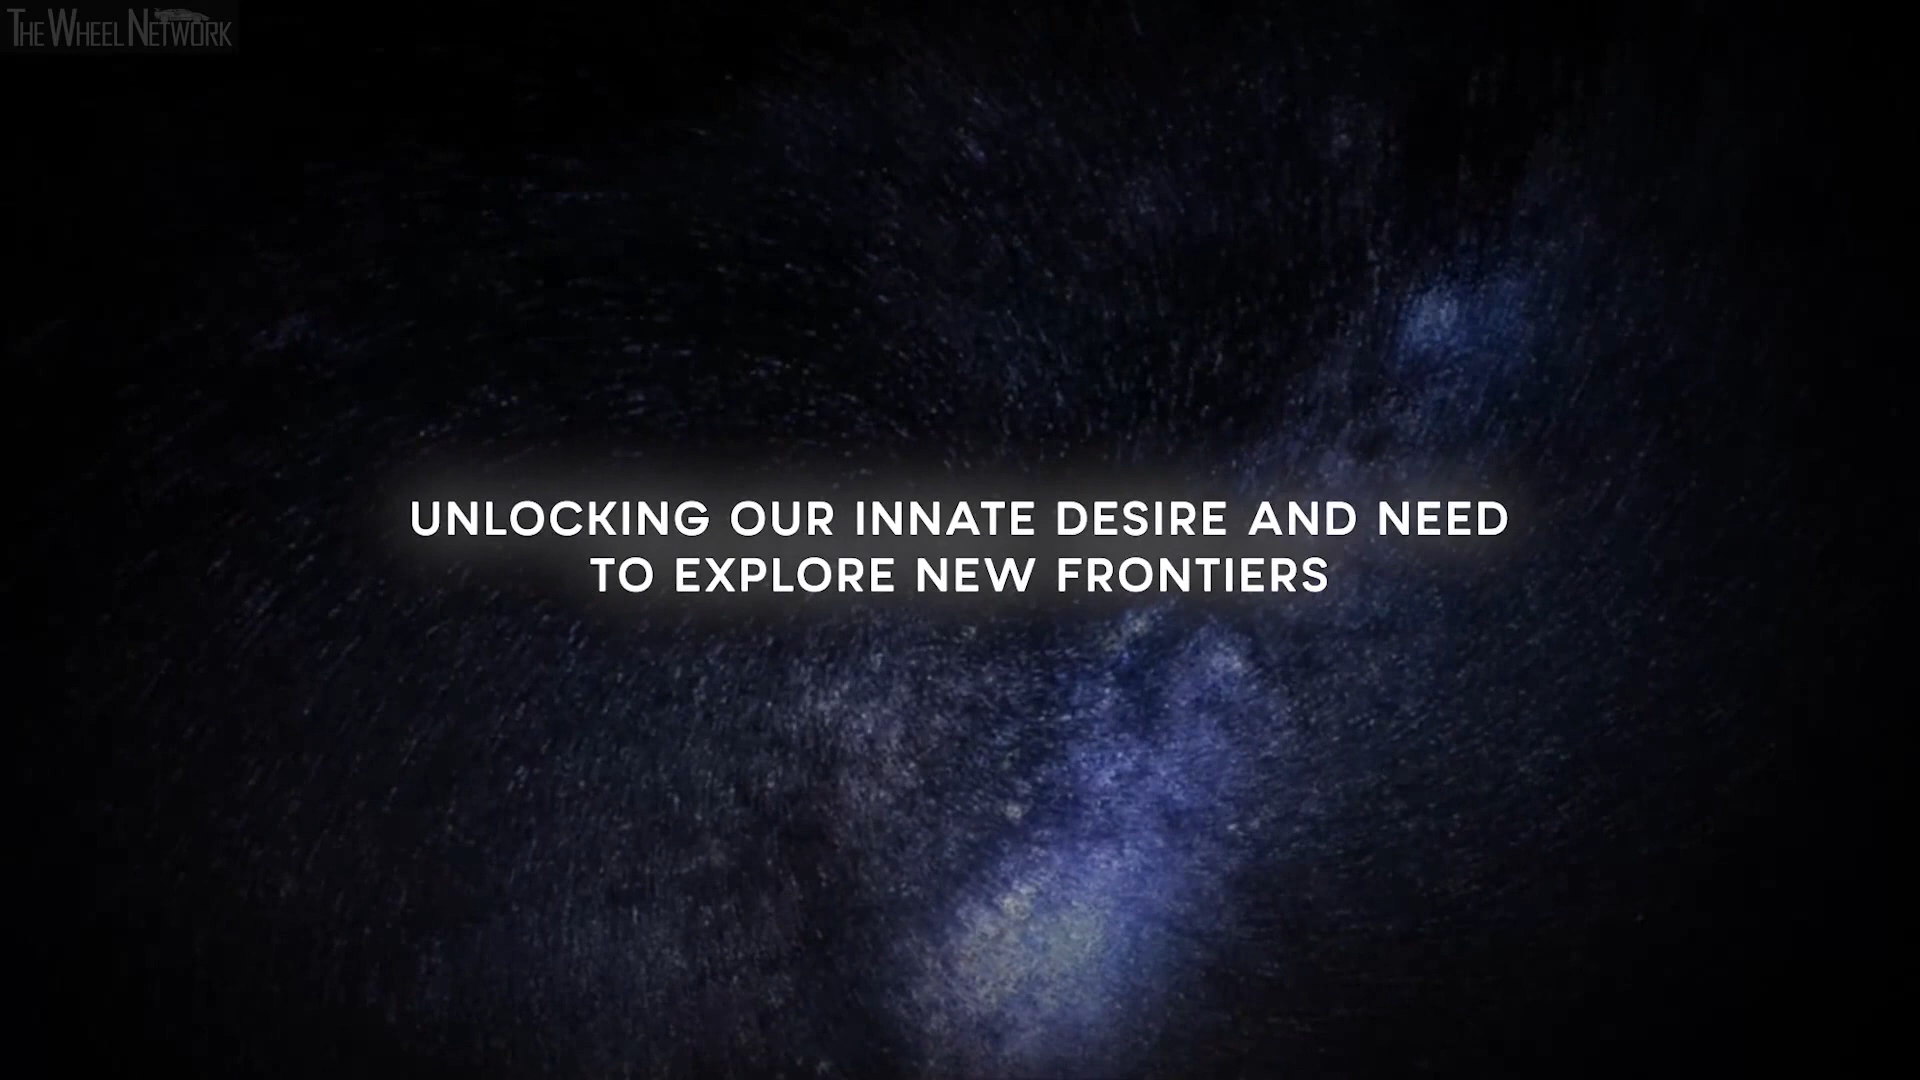 THE WHEEL NETWORK
UNLOCKING OUR INNATE DESIRE AND NEED
TO EXPLORE NEW FRONTIERS